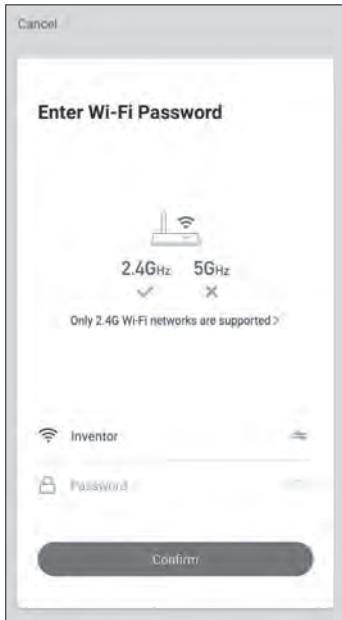 Cancel
Enter Wi-Fi Password
2.4GHz 5GHz
Only 2.4G Wi-Fi networks are supported >
Inventor
Password
Confirm